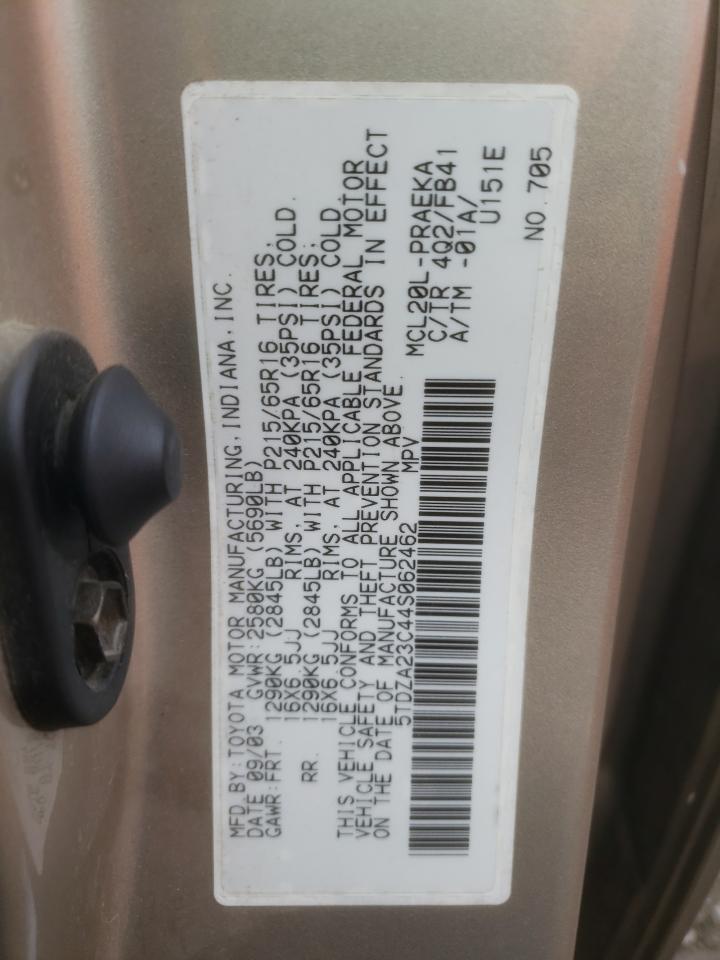 MFD.BY:TOYOTA MOTOR MANUFACTURING,INDIANA,INC.
DATE 09/03 GVWR:2580KG (5690LB)
GAWR:FRT. 1290KG (2845LB) WITH P215/65R16 TIRES,
16X6.5JJ RIMS, AT 240KPA (35PSI) COLD.
RR. 1290KG (2845LB) WITH P215/65R16 TIRES,
16X6.5JJ RIMS, AT 240KPA (35PSI) COLD.
THIS VEHICLE CONFORMS TO ALL APPLICABLE FEDERAL MOTOR
VEHICLE SAFETY AND THEFT PREVENTION STANDARDS IN EFFECT
ON THE DATE OF MANUFACTURE SHOWN ABOVE.
5TDZA23C44S062462 MPV
MCL20L-PRAEKA
C/TR 4Q2/FB41
A/TM -01A/
U151E
NO.705